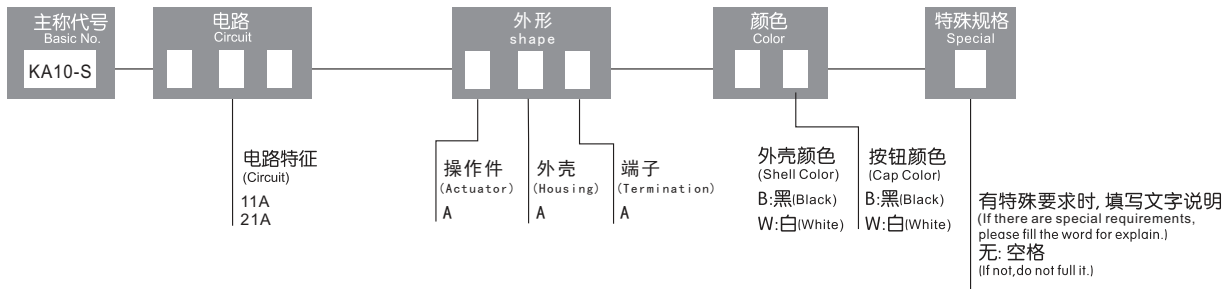 主称代号
Basic No.
KA10-S
电路
Circuit
外形
shape
颜色
Color
特殊规格
Special
电路特征
(Circuit)
11A
21A
操作件
(Actuator)
A
外壳
(Housing)
A
端子
(Termination)
A
外壳颜色
(Shell Color)
B:黑(Black)
W:白(White)
按钮颜色
(Cap Color)
B:黑(Black)
W:白(White)
有特殊要求时, 填写文字说明
(If there are special requirements,
please fill the word for explain.)
无: 空格
(If not,do not full it.)